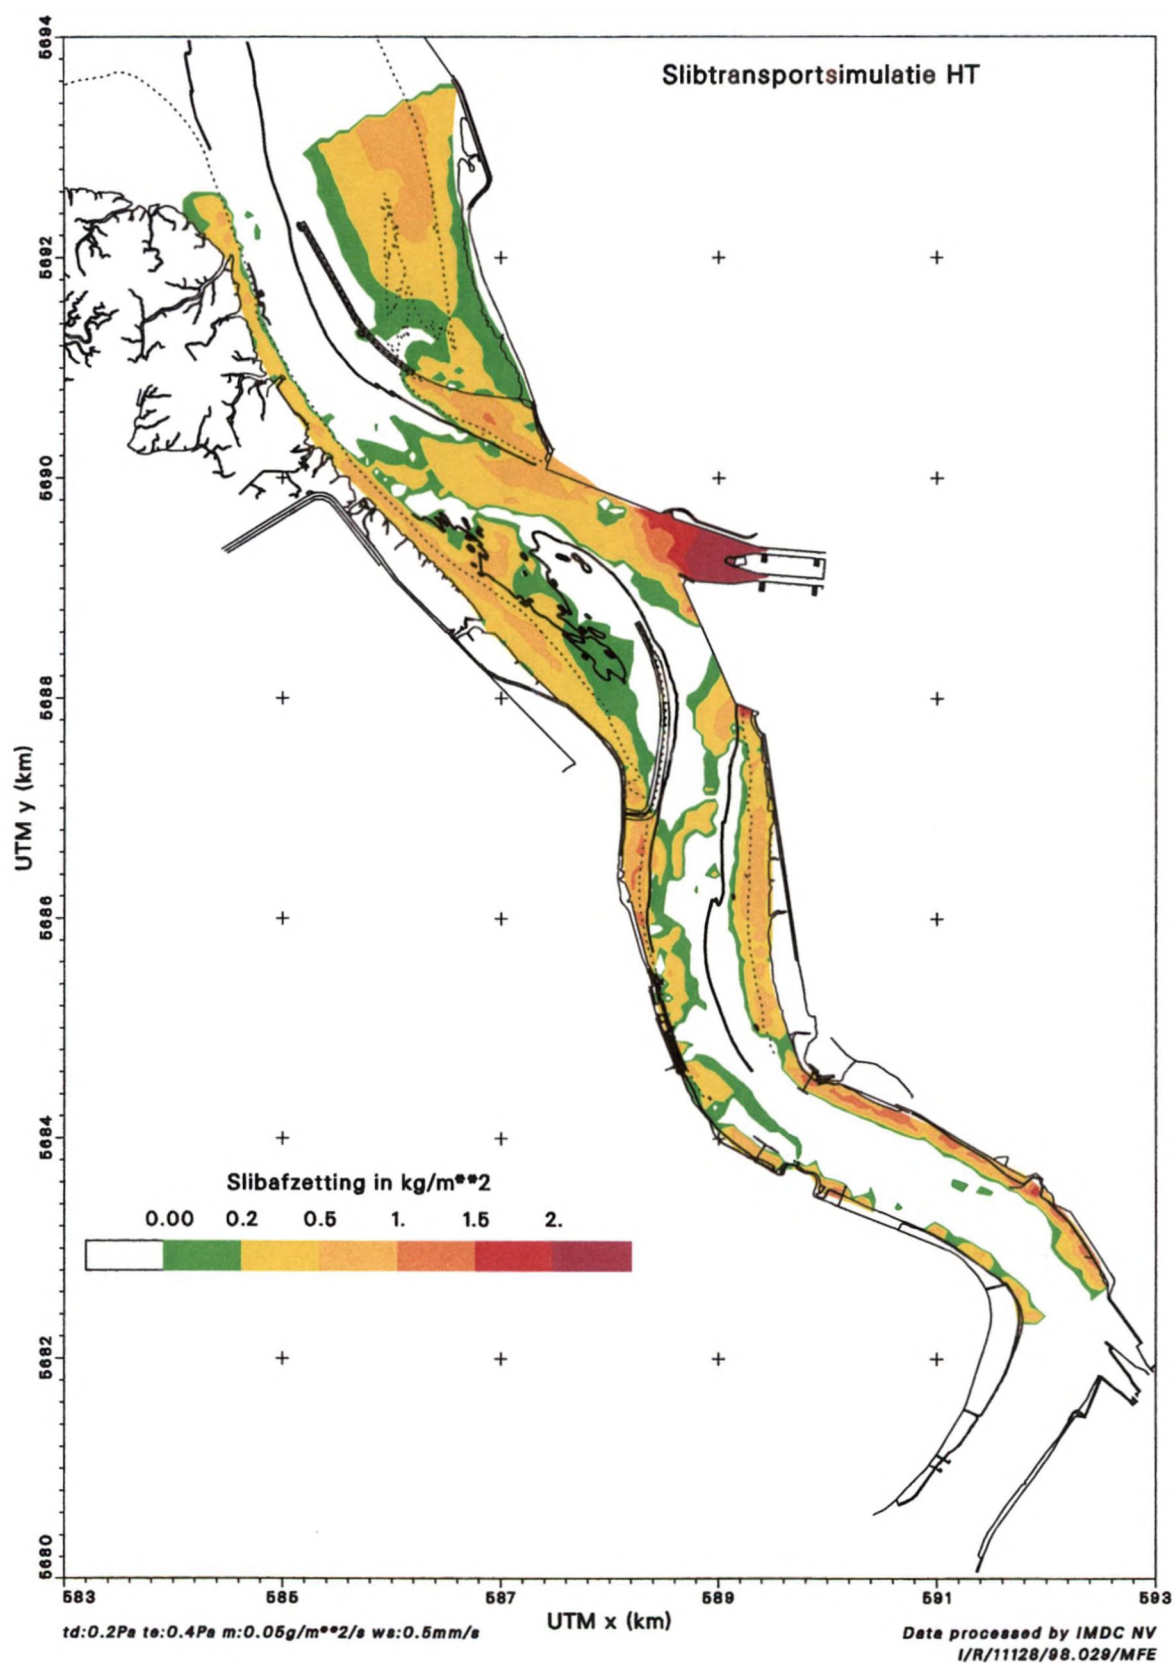 Slibtransportsimulatie HT
5694
5692
5690
5688
5686
5684
5682
5680
UTM y (km)
Slibafzetting in kg/m**2
0.00 0.2 0.5 1. 1.5 2.
583 585 587 589 591 593
UTM x (km)
td:0.2Pa te:0.4Pa m:0.05g/m**2/s ws:0.5mm/s
Data processed by IMDC NV
I/R/11128/98.029/MFE